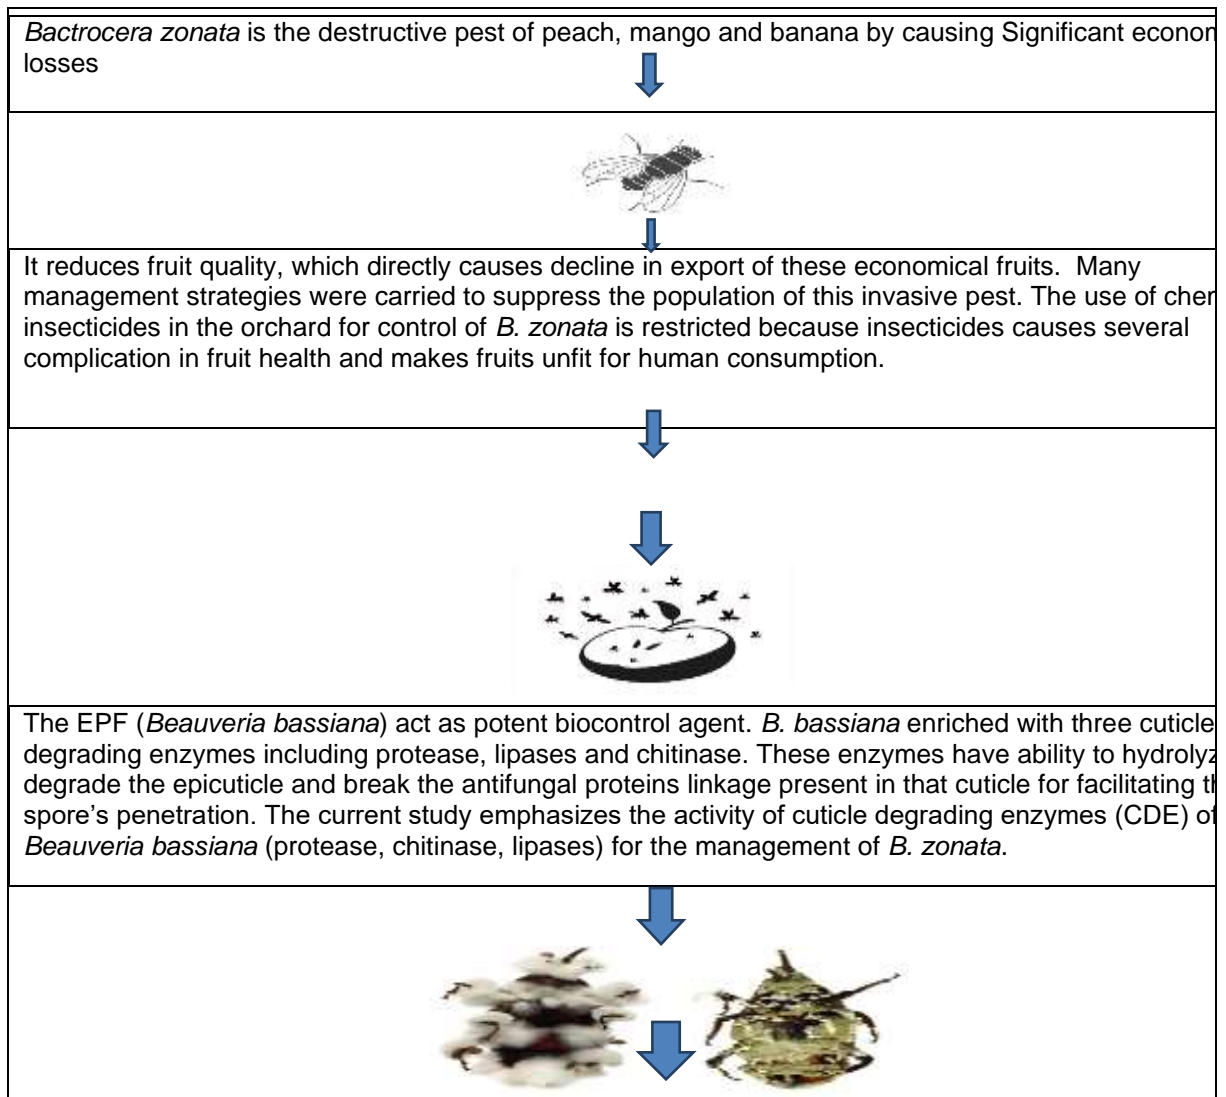 Bactrocera zonata is the destructive pest of peach, mango and banana by causing Significant econom
losses
It reduces fruit quality, which directly causes decline in export of these economical fruits. Many
management strategies were carried to suppress the population of this invasive pest. The use of chem
insecticides in the orchard for control of B. zonata is restricted because insecticides causes several
complication in fruit health and makes fruits unfit for human consumption.
The EPF (Beauveria bassiana) act as potent biocontrol agent. B. bassiana enriched with three cuticle
degrading enzymes including protease, lipases and chitinase. These enzymes have ability to hydrolyz
degrade the epicuticle and break the antifungal proteins linkage present in that cuticle for facilitating th
spore's penetration. The current study emphasizes the activity of cuticle degrading enzymes (CDE) of
Beauveria bassiana (protease, chitinase, lipases) for the management of B. zonata.